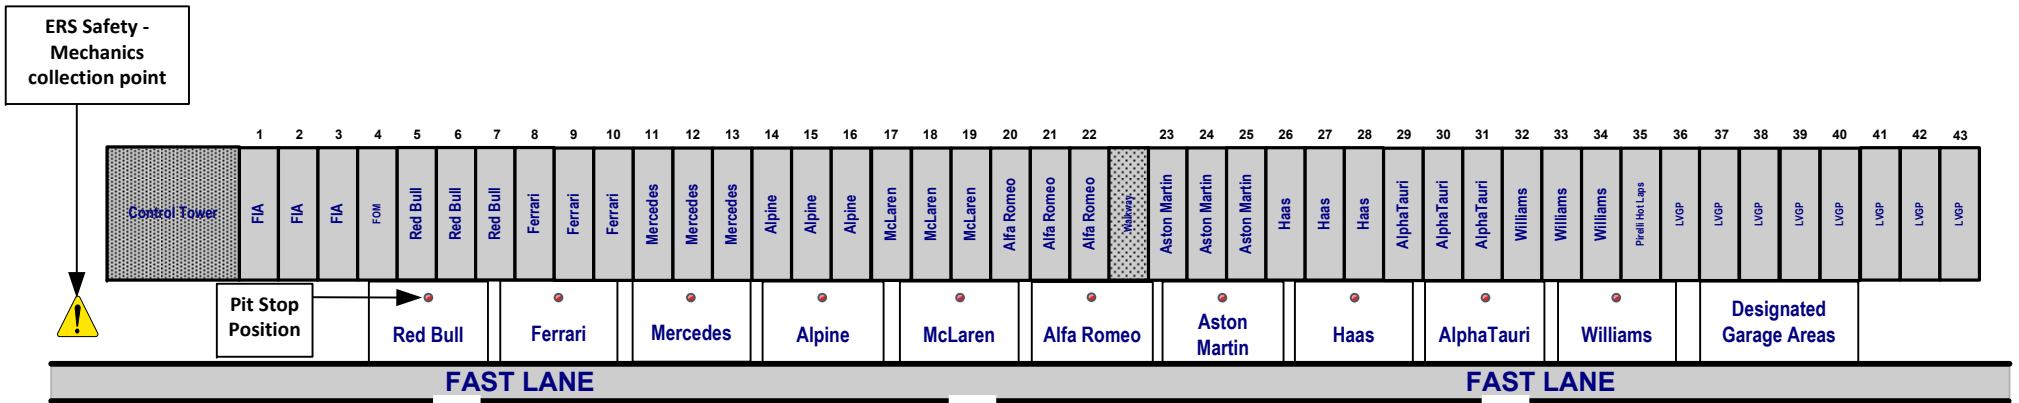 ERS Safety -
Mechanics
collection point
1 2 3 4 5 6 7 8 9 10 11 12 13 14 15 16 17 18 19 20 21 22 23 24 25 26 27 28 29 30 31 32 33 34 35 36 37 38 39 40 41 42 43
Control Tower
FIA
FIA
FIA
FOM
Red Bull
Red Bull
Red Bull
Ferrari
Ferrari
Ferrari
Mercedes
Mercedes
Mercedes
Alpine
Alpine
Alpine
McLaren
McLaren
McLaren
Alfa Romeo
Alfa Romeo
Alfa Romeo
Walkway
Aston Martin
Aston Martin
Aston Martin
Haas
Haas
Haas
AlphaTauri
AlphaTauri
AlphaTauri
Williams
Williams
Williams
Pirelli Hot Laps
LVGP
LVGP
LVGP
LVGP
LVGP
LVGP
LVGP
LVGP
Pit Stop
Position
Red Bull
Ferrari
Mercedes
Alpine
McLaren
Alfa Romeo
Aston
Martin
Haas
AlphaTauri
Williams
Designated
Garage Areas
FAST LANE
FAST LANE